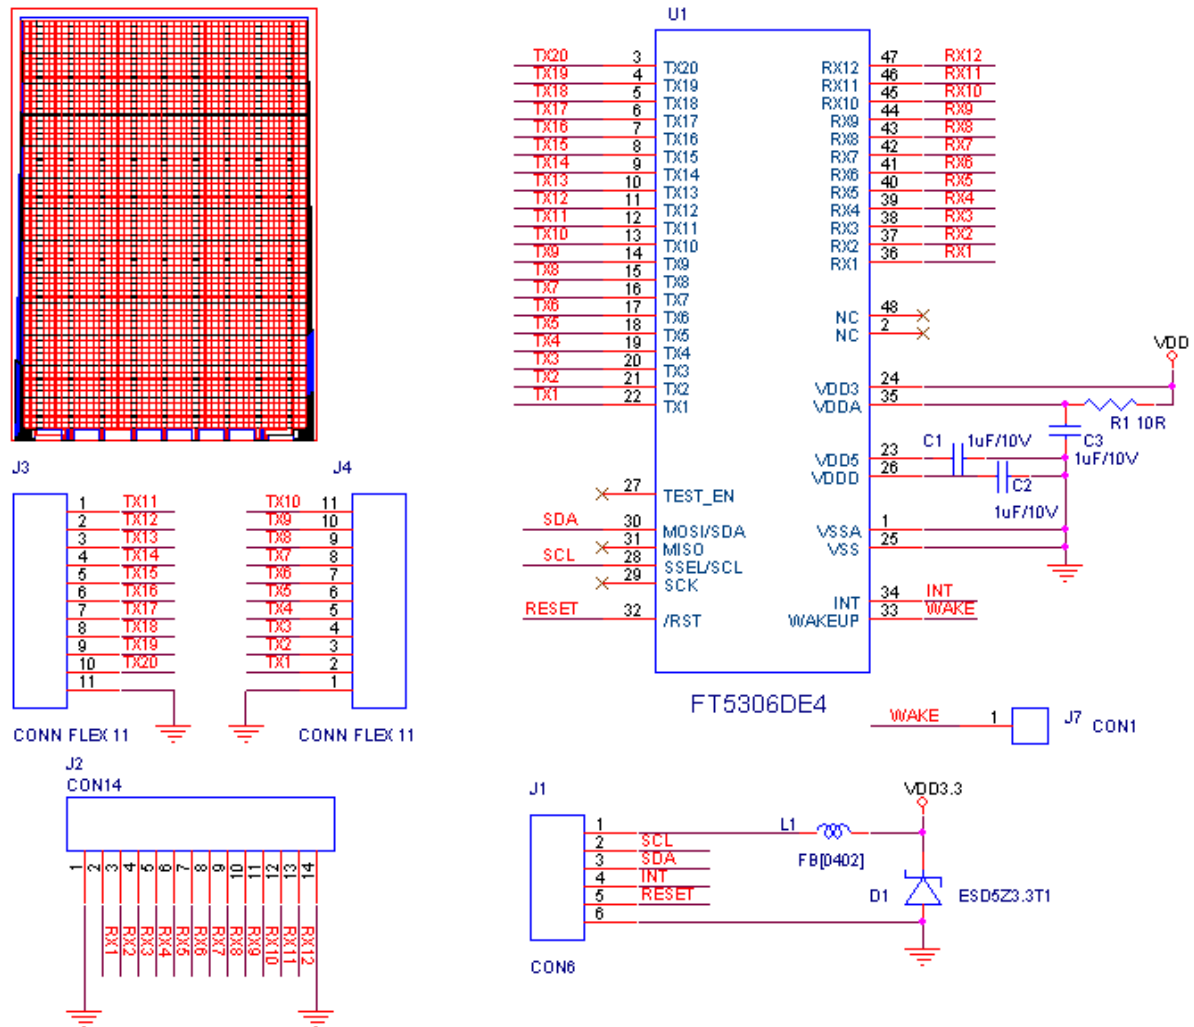 U1
TX20 3 TX20 RX12 47 RX12
TX19 4 TX19 RX11 46 RX11
TX18 5 TX18 RX10 45 RX10
TX17 6 TX17 RX9 44 RX9
TX16 7 TX16 RX8 43 RX8
TX15 8 TX15 RX7 42 RX7
TX14 9 TX14 RX6 41 RX6
TX13 10 TX13 RX5 40 RX5
TX12 11 TX12 RX4 39 RX4
TX11 12 TX11 RX3 38 RX3
TX10 13 TX10 RX2 37 RX2
TX9 14 TX9 RX1 36 RX1
TX8 15 TX8
TX7 16 TX7
TX6 17 TX6 NC 48
TX5 18 TX5 NC 2
TX4 19 TX4
TX3 20 TX3
TX2 21 TX2 VDD3 24
TX1 22 TX1 VDDA 35
VDD
R1 10R
C3
1uF/10V
VDD5 23 C1 1uF/10V
VDDD 26 C2
1uF/10V
27 TEST_EN
SDA 30 MOSI/SDA VSSA 1
31 MISO VSS 25
SCL 28 SSEL/SCL
29 SCK
INT 34 INT
RESET 32 /RST WAKEUP 33 WAKE
FT5306DE4
J3
1 TX11
2 TX12
3 TX13
4 TX14
5 TX15
6 TX16
7 TX17
8 TX18
9 TX19
10 TX20
11
CONN FLEX 11
J4
TX10 11
TX9 10
TX8 9
TX7 8
TX6 7
TX5 6
TX4 5
TX3 4
TX2 3
TX1 2
1
CONN FLEX 11
WAKE 1 J7 CON1
J2
CON14
1 2 3 4 5 6 7 8 9 10 11 12 13 14
RX1 RX2 RX3 RX4 RX5 RX6 RX7 RX8 RX9 RX10 RX11 RX12
J1
1
2 SCL
3 SDA
4 INT
5 RESET
6
CON6
VDD3.3
L1
FB[0402]
D1 ESD5Z3.3T1